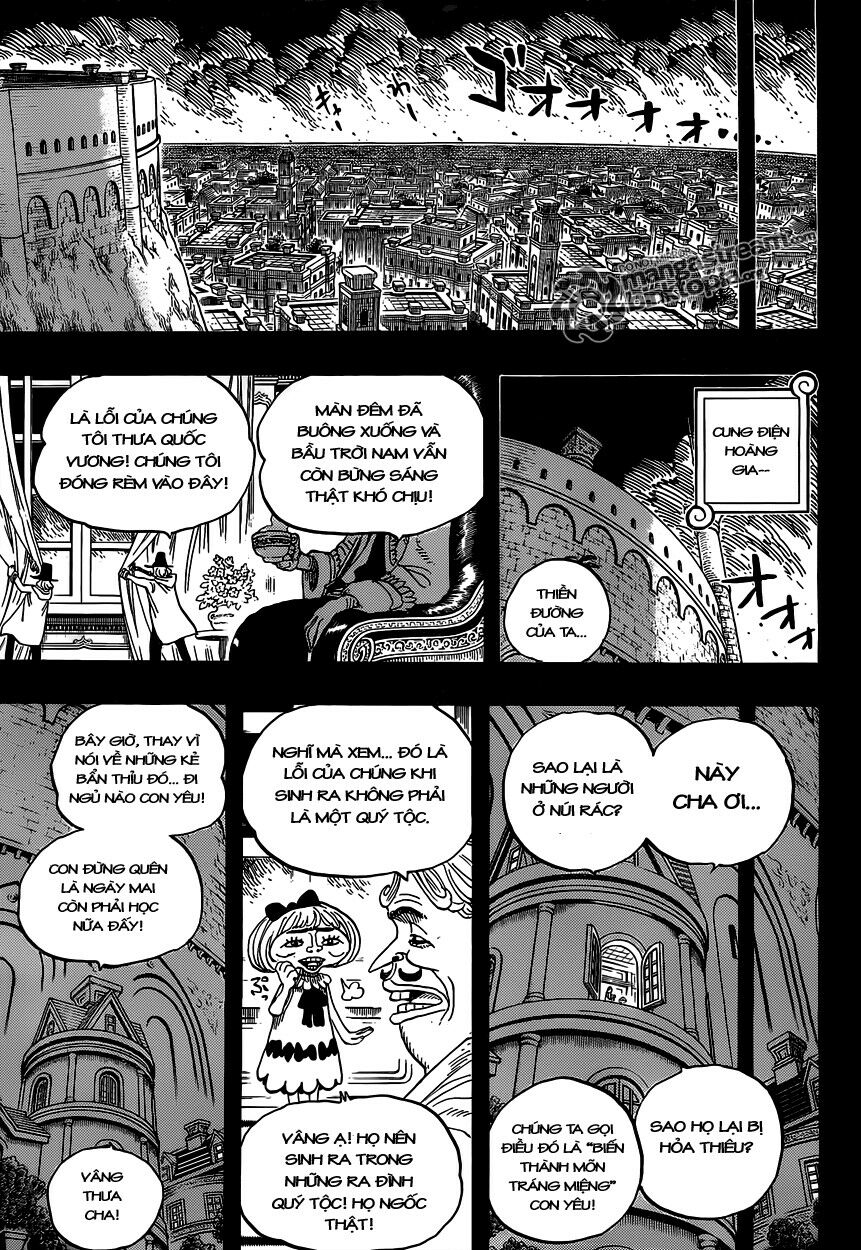 ゴオオオオ...
mangastream.com
CUNG ĐIỆN
HOÀNG
GIA--
THIỀN
ĐƯỜNG
CỦA TA...
MÀN ĐÊM ĐÃ
BUÔNG XUỐNG VÀ
BẦU TRỜI NAM VẪN
CÒN BỪNG SÁNG
THẬT KHÓ CHỊU!
LÀ LỖI CỦA CHÚNG
TÔI THƯA QUỐC
VƯƠNG! CHÚNG TÔI
ĐÓNG RÈM VÀO ĐÂY!
NÀY
CHA ƠI...
SAO LẠI LÀ
NHỮNG NGƯỜI
Ở NÚI RÁC?
SAO HỌ LẠI BỊ
HỎA THIÊU?
CHÚNG TA GỌI
ĐIỀU ĐÓ LÀ “BIẾN
THÀNH MÓN
TRÁNG MIỆNG”
CON YÊU!
NGHĨ MÀ XEM... ĐÓ LÀ
LỖI CỦA CHÚNG KHI
SINH RA KHÔNG PHẢI
LÀ MỘT QUÝ TỘC.
VÂNG Ạ! HỌ NÊN
SINH RA TRONG
NHỮNG RA ĐÌNH
QUÝ TỘC! HỌ NGỐC
THẬT!
BÂY GIỜ, THAY VÌ
NÓI VỀ NHỮNG KẺ
BẨN THỈU ĐÓ... ĐI
NGỦ NÀO CON YÊU!
CON ĐỪNG QUÊN
LÀ NGÀY MAI
CÒN PHẢI HỌC
NỮA ĐẤY!
VÂNG
THƯA
CHA!